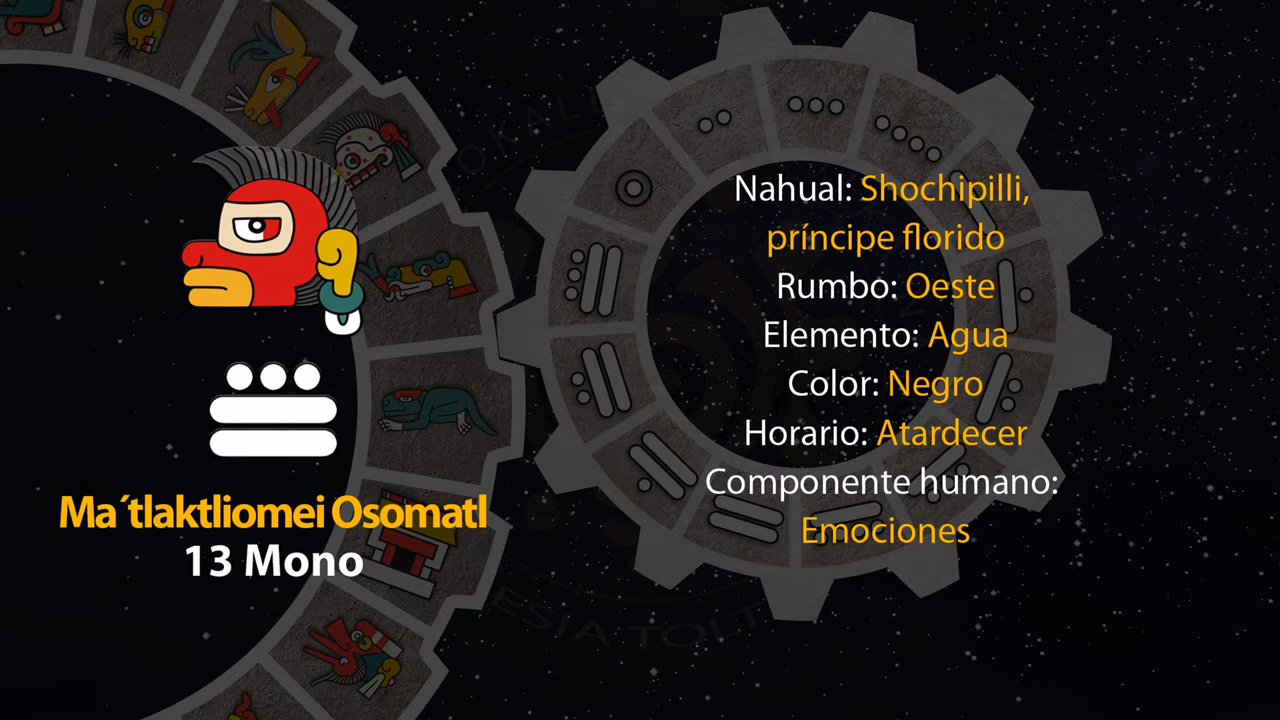 Nahual: Shochipilli,
príncipe florido
Rumbo: Oeste
Elemento: Agua
Color: Negro
Horario: Atardecer
Componente humano:
Emociones
Ma´tlaktliomei Osomatl
13 Mono